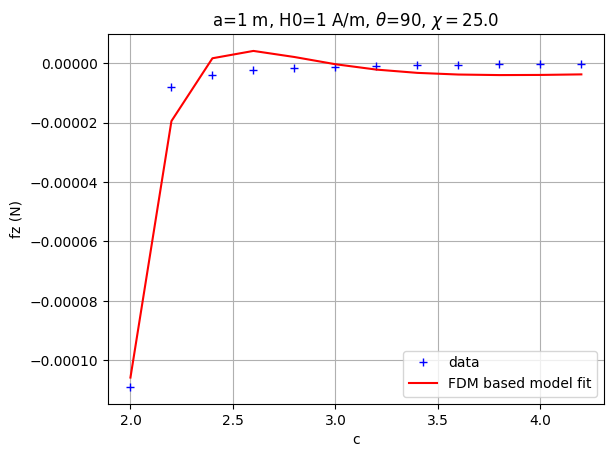 a=1 m, H0=1 A/m, θ=90, χ = 25.0
fz (N)
0.00000
−0.00002
−0.00004
−0.00006
−0.00008
−0.00010
data
FDM based model fit
2.0 2.5 3.0 3.5 4.0
c